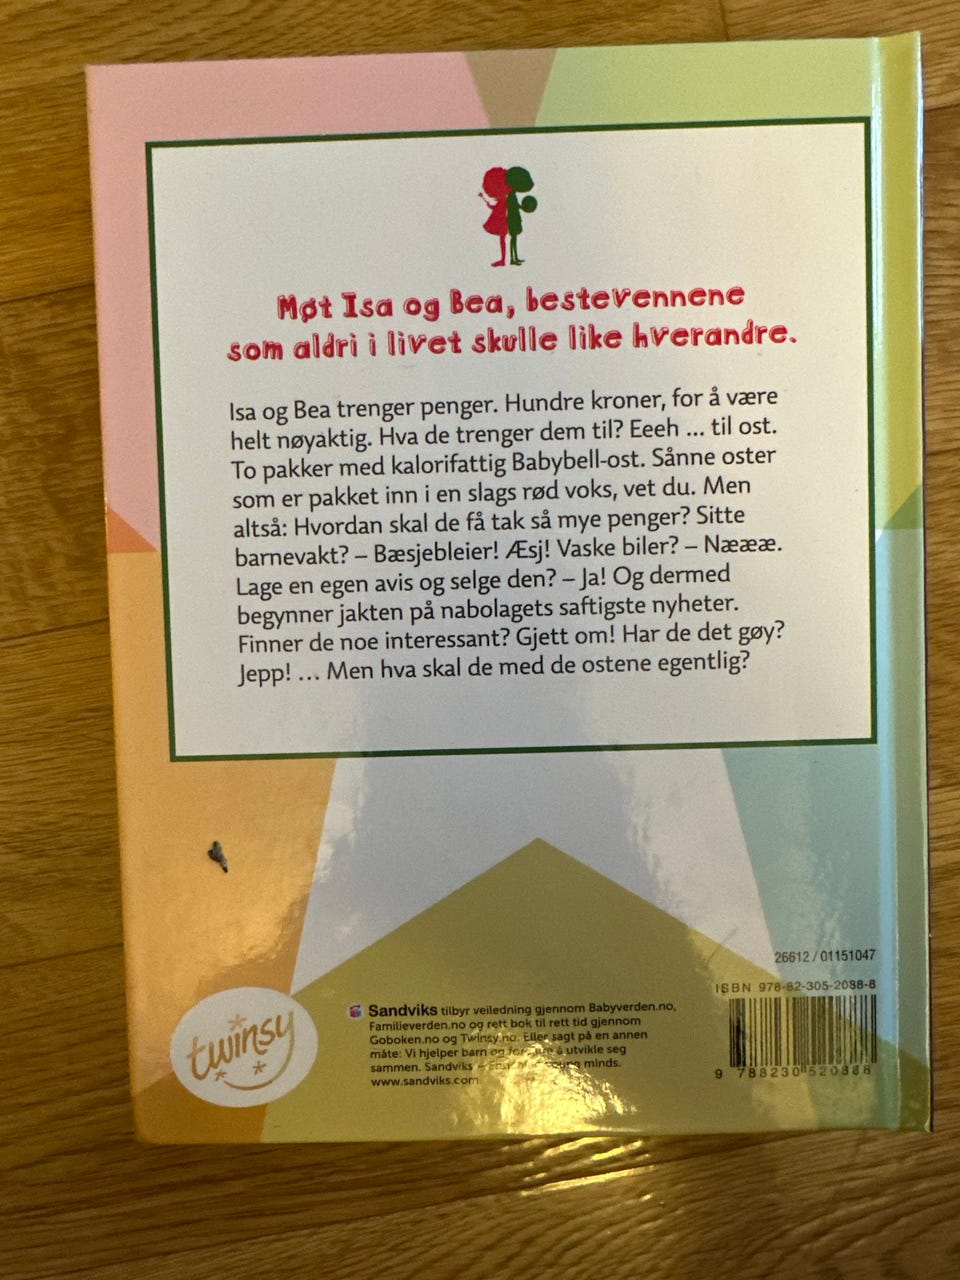 Møt Isa og Bea, bestevennene
som aldri i livet skulle like hverandre.
Isa og Bea trenger penger. Hundre kroner, for å være
helt nøyaktig. Hva de trenger dem til? Eeeh ... til ost.
To pakker med kalorifattig Babybell-ost. Sånne oster
som er pakket inn i en slags rød voks, vet du. Men
altså: Hvordan skal de få tak så mye penger? Sitte
barnevakt? – Bæsjebleier! Æsj! Vaske biler? – Næææ.
Lage en egen avis og selge den? – Ja! Og dermed
begynner jakten på nabolagets saftigste nyheter.
Finner de noe interessant? Gjett om! Har de det gøy?
Jepp! ... Men hva skal de med de ostene egentlig?
26612 / 01151047
ISBN 978-82-305-2088-8
9 788230 520888
twinsy
Sandviks tilbyr veiledning gjennom Babyverden.no,
Familieverden.no og rett bok til rett tid gjennom
Goboken.no og Twinsy.no. Eller sagt på en annen
måte: Vi hjelper barn og å utvikle seg
sammen. Sandviks – minds.
www.sandviks.com